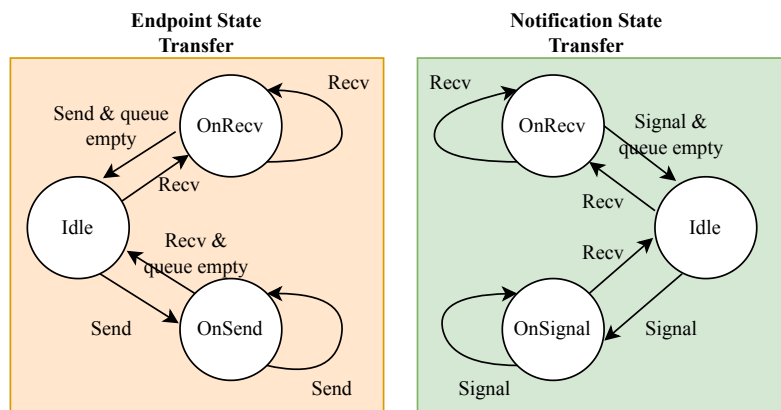 Endpoint State
Transfer
Recv
OnRecv
Send & queue
empty
Recv
Idle
Recv &
queue empty
Send
OnSend
Send
Notification State
Transfer
Recv
OnRecv
Signal &
queue empty
Recv
Idle
Recv
OnSignal
Signal
Signal